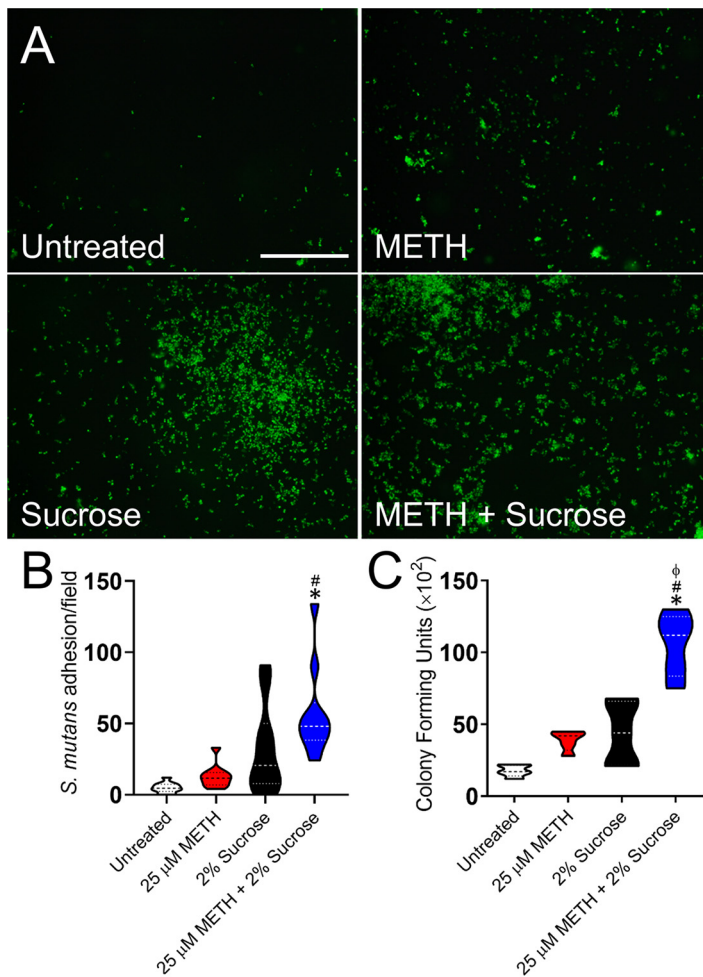 A
Untreated
METH
Sucrose
METH + Sucrose
B
S. mutans adhesion/field
150
100
50
0
#
*
Untreated
25 μM METH
2% Sucrose
25 μM METH + 2% Sucrose
C
Colony Forming Units (×10²)
150
100
50
0
ϕ
#
*
Untreated
25 μM METH
2% Sucrose
25 μM METH + 2% Sucrose